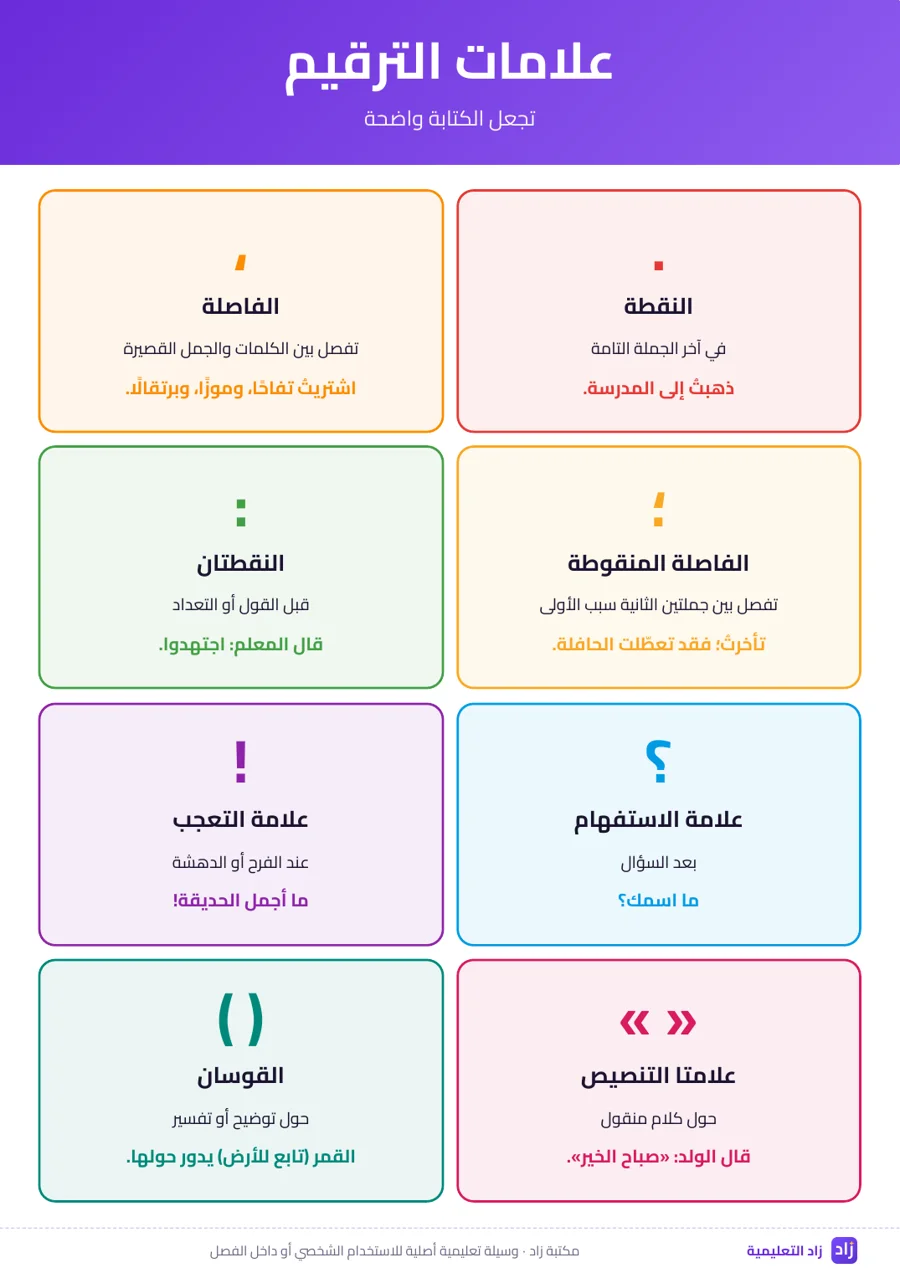 علامات الترقيم
تجعل الكتابة واضحة
.
النقطة
في آخر الجملة التامة
ذهبتُ إلى المدرسة.
،
الفاصلة
تفصل بين الكلمات والجمل القصيرة
اشتريتُ تفاحًا، وموزًا، وبرتقالًا.
؛
الفاصلة المنقوطة
تفصل بين جملتين الثانية سبب الأولى
تأخرتُ؛ فقد تعطّلت الحافلة.
:
النقطتان
قبل القول أو التعداد
قال المعلم: اجتهدوا.
؟
علامة الاستفهام
بعد السؤال
ما اسمك؟
!
علامة التعجب
عند الفرح أو الدهشة
ما أجمل الحديقة!
« »
علامتا التنصيص
حول كلام منقول
قال الولد: «صباح الخير».
( )
القوسان
حول توضيح أو تفسير
القمر (تابع للأرض) يدور حولها.
زاد زاد التعليمية
مكتبة زاد · وسيلة تعليمية أصلية للاستخدام الشخصي أو داخل الفصل